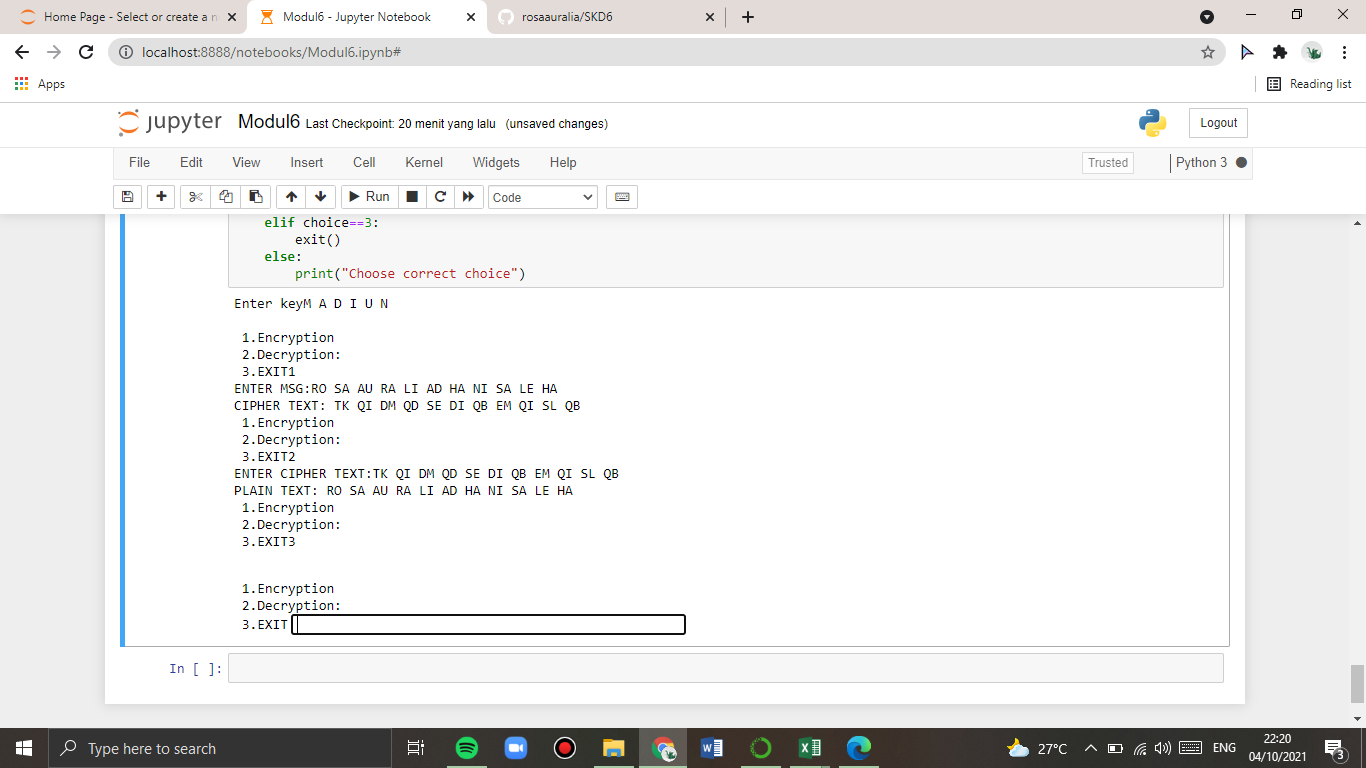 Home Page - Select or create a n
Modul6 - Jupyter Notebook
rosaauralia/SKD6
localhost:8888/notebooks/Modul6.ipynb#
Apps
Reading list
jupyter Modul6 Last Checkpoint: 20 menit yang lalu (unsaved changes)
Logout
File Edit View Insert Cell Kernel Widgets Help
Trusted
Python 3
Run
Code
elif choice==3:
exit()
else:
print("Choose correct choice")
Enter keyM A D I U N
1.Encryption
2.Decryption:
3.EXIT1
ENTER MSG:RO SA AU RA LI AD HA NI SA LE HA
CIPHER TEXT: TK QI DM QD SE DI QB EM QI SL QB
1.Encryption
2.Decryption:
3.EXIT2
ENTER CIPHER TEXT:TK QI DM QD SE DI QB EM QI SL QB
PLAIN TEXT: RO SA AU RA LI AD HA NI SA LE HA
1.Encryption
2.Decryption:
3.EXIT3
1.Encryption
2.Decryption:
3.EXIT
In [ ]:
Type here to search
27°C
ENG
22:20
04/10/2021
3